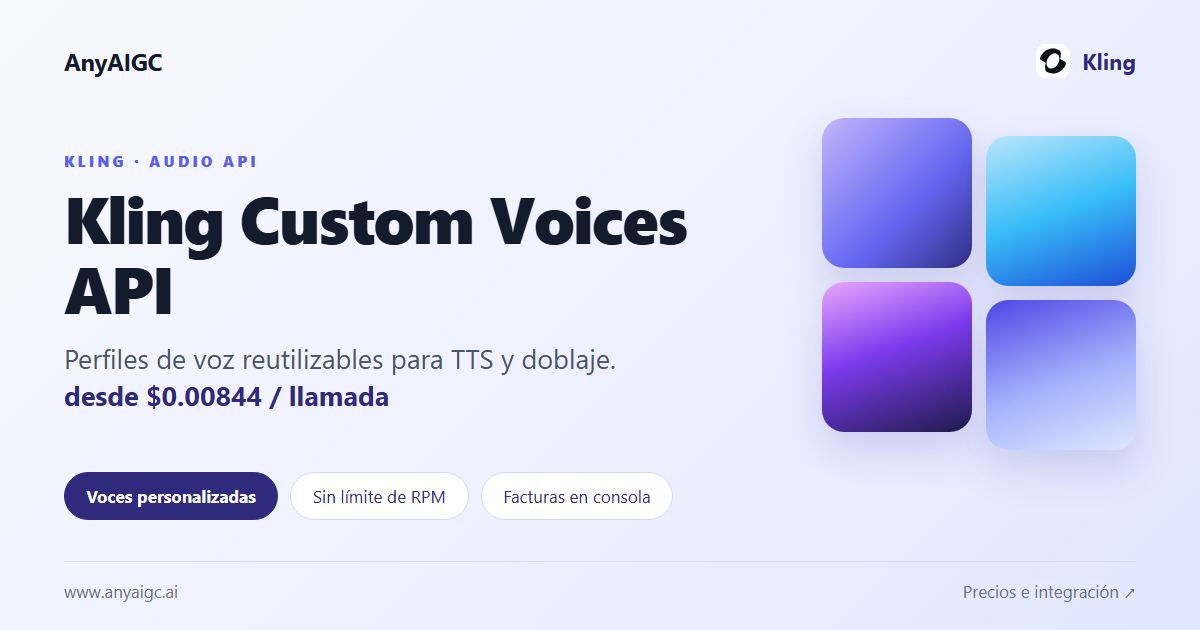 AnyAIGC
Kling
KLING · AUDIO API
Kling Custom Voices
API
Perfiles de voz reutilizables para TTS y doblaje.
desde $0.00844 / llamada
Voces personalizadas
Sin límite de RPM
Facturas en consola
www.anyaigc.ai
Precios e integración ↗